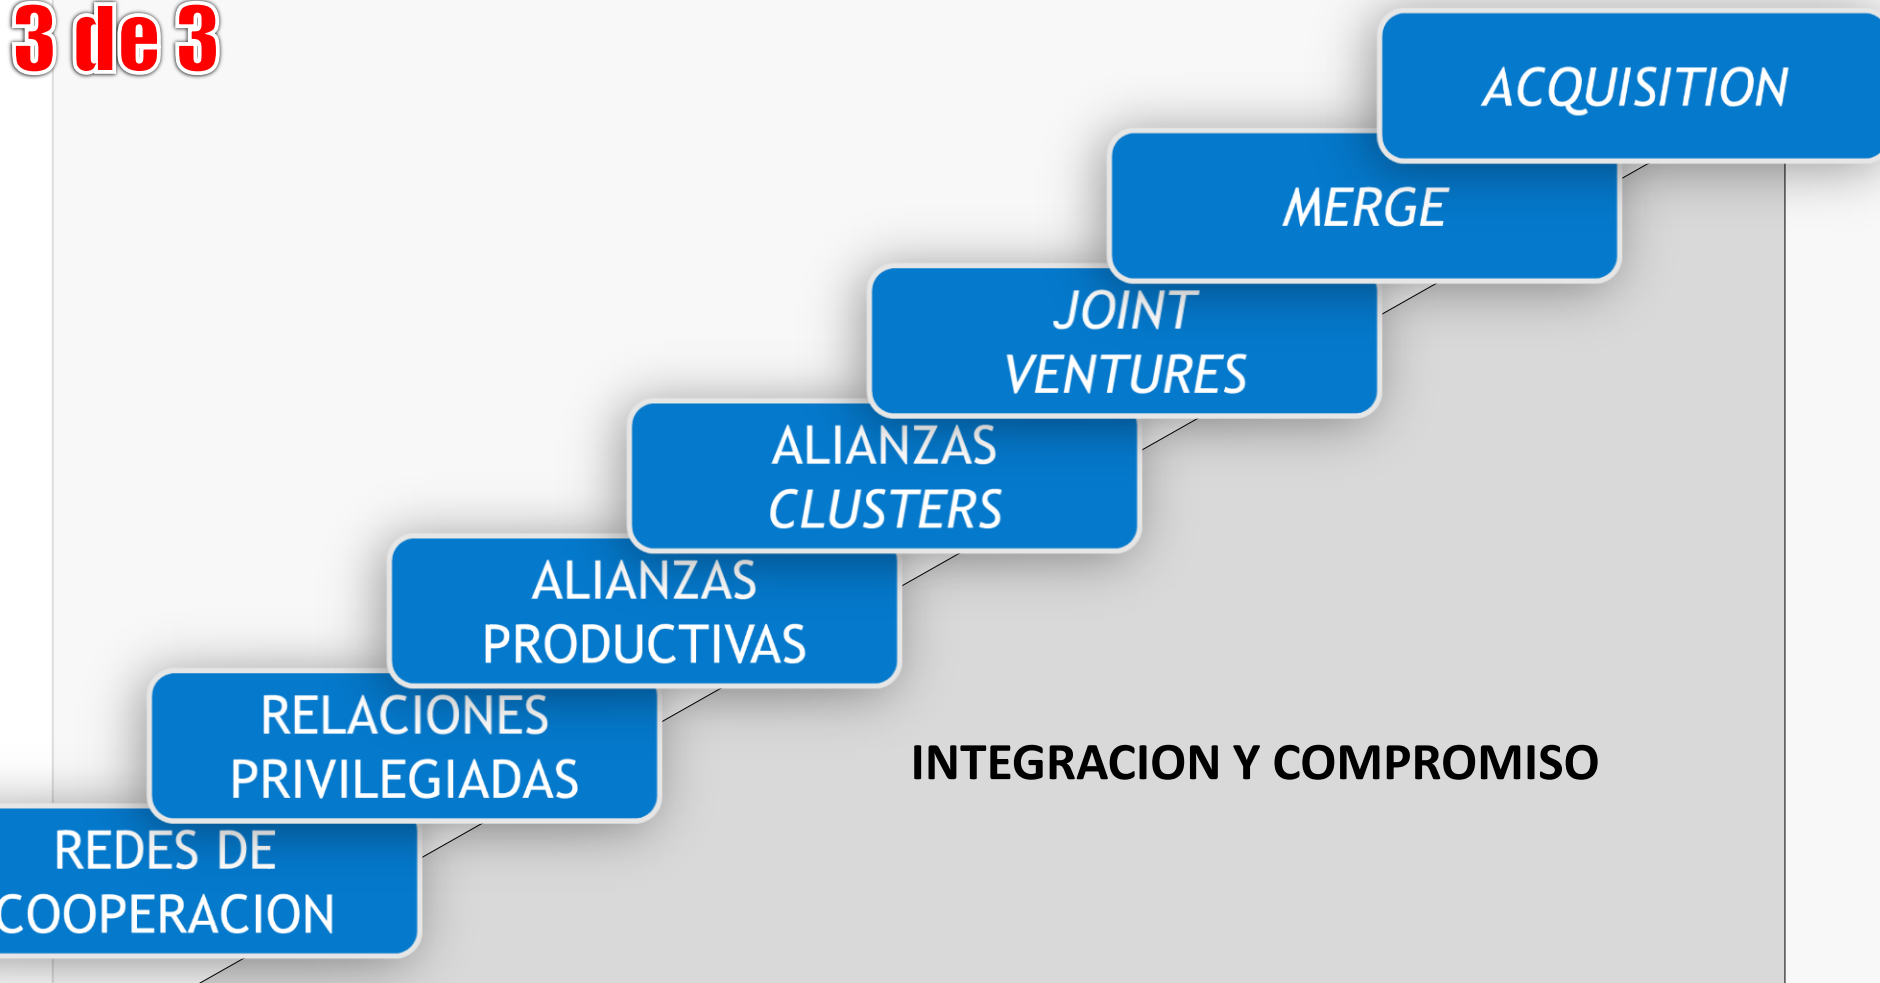 3 de 3
ACQUISITION
MERGE
JOINT
VENTURES
ALIANZAS
CLUSTERS
ALIANZAS
PRODUCTIVAS
RELACIONES
PRIVILEGIADAS
INTEGRACION Y COMPROMISO
REDES DE
COOPERACION